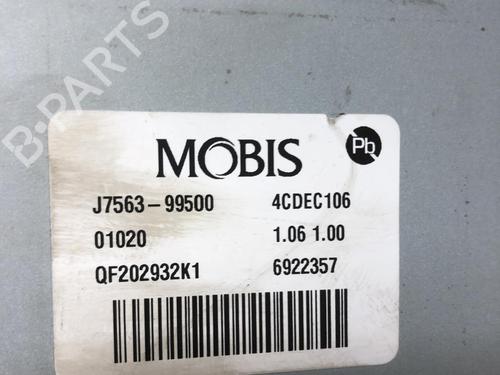 B-PARTS
MOBIS
Pb
J7563-99500 4CDEC106
01020 1.06 1.00
QF202932K1 6922357